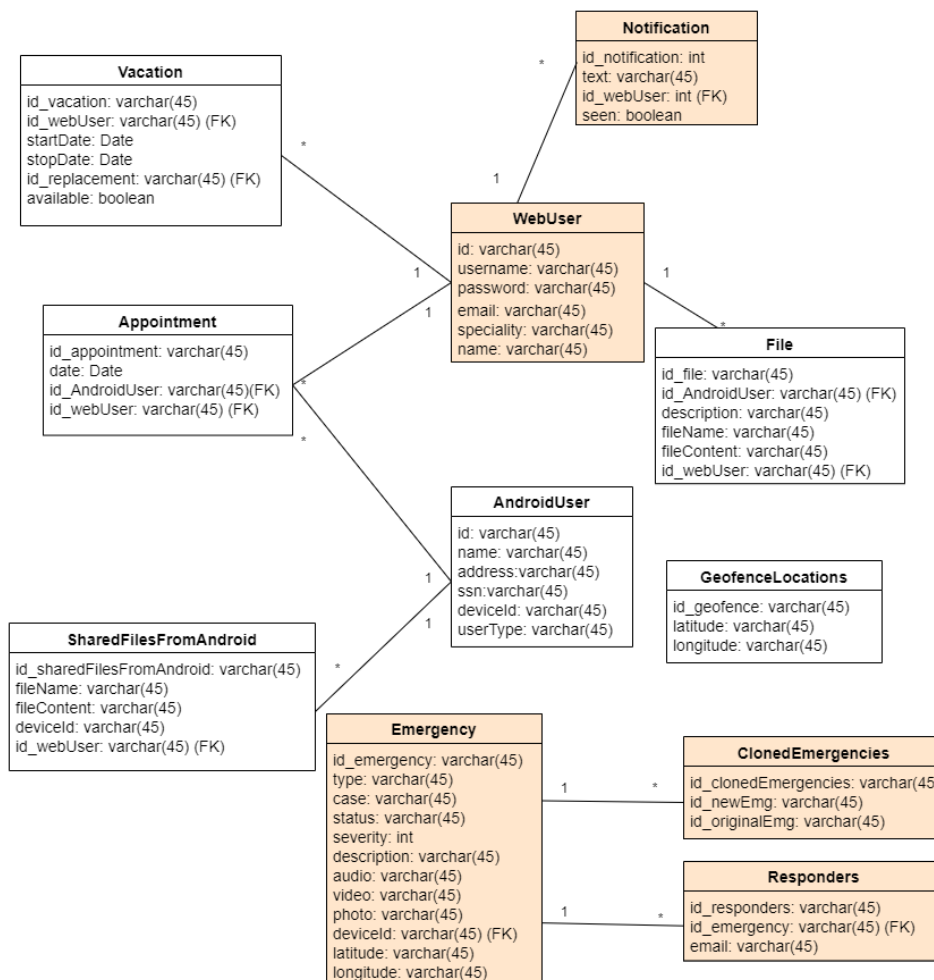 Notification
id_notification: int
text: varchar(45)
id_webUser: int (FK)
seen: boolean
*
1
Vacation
id_vacation: varchar(45)
id_webUser: varchar(45) (FK)
startDate: Date
stopDate: Date
id_replacement: varchar(45) (FK)
available: boolean
*
1
WebUser
id: varchar(45)
username: varchar(45)
password: varchar(45)
email: varchar(45)
speciality: varchar(45)
name: varchar(45)
1
*
1
Appointment
id_appointment: varchar(45)
date: Date
id_AndroidUser: varchar(45)(FK)
id_webUser: varchar(45) (FK)
*
*
1
File
id_file: varchar(45)
id_AndroidUser: varchar(45) (FK)
description: varchar(45)
fileName: varchar(45)
fileContent: varchar(45)
id_webUser: varchar(45) (FK)
AndroidUser
id: varchar(45)
name: varchar(45)
address:varchar(45)
ssn:varchar(45)
deviceId: varchar(45)
userType: varchar(45)
1
*
GeofenceLocations
id_geofence: varchar(45)
latitude: varchar(45)
longitude: varchar(45)
SharedFilesFromAndroid
id_sharedFilesFromAndroid: varchar(45)
fileName: varchar(45)
fileContent: varchar(45)
deviceId: varchar(45)
id_webUser: varchar(45) (FK)
Emergency
id_emergency: varchar(45)
type: varchar(45)
case: varchar(45)
status: varchar(45)
severity: int
description: varchar(45)
audio: varchar(45)
video: varchar(45)
photo: varchar(45)
deviceId: varchar(45) (FK)
latitude: varchar(45)
longitude: varchar(45)
1
*
ClonedEmergencies
id_clonedEmergencies: varchar(45
id_newEmg: varchar(45)
id_originalEmg: varchar(45)
1
*
Responders
id_responders: varchar(45)
id_emergency: varchar(45) (FK)
email: varchar(45)